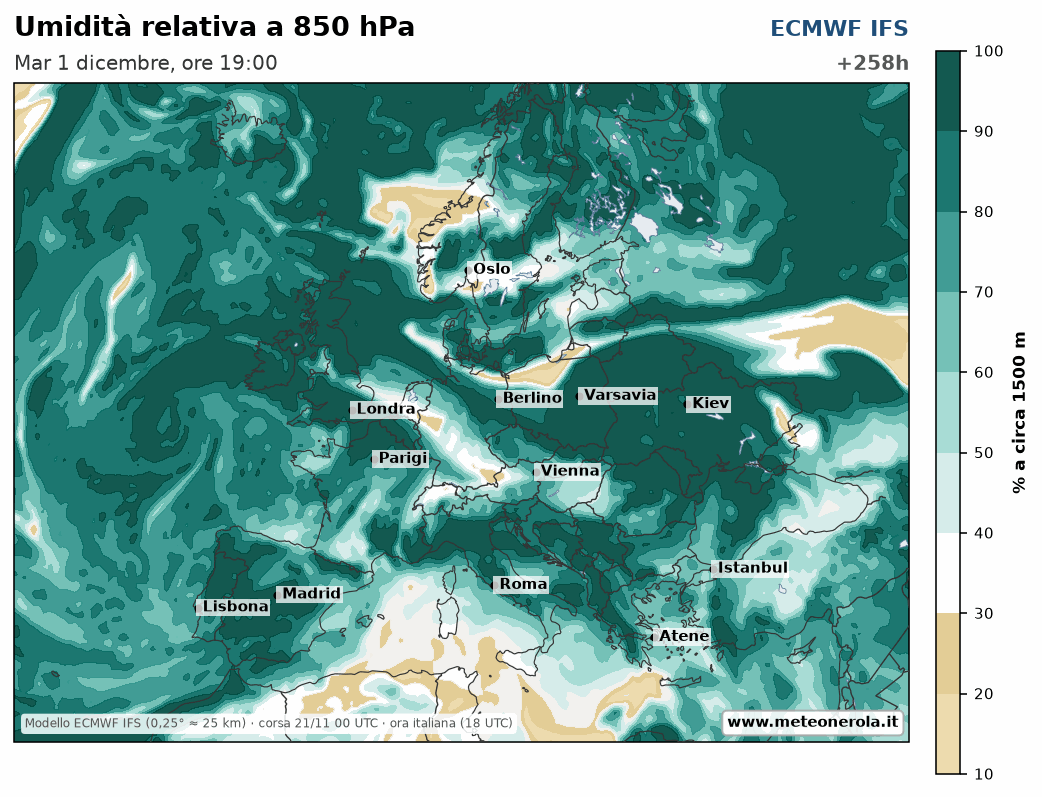 Umidità relativa a 850 hPa
ECMWF IFS
Mar 1 dicembre, ore 19:00
+258h
100
90
80
70
60
50
40
30
20
10
% a circa 1500 m
Oslo
Berlino
Varsavia
Kiev
Londra
Parigi
Vienna
Istanbul
Roma
Madrid
Lisbona
Atene
Modello ECMWF IFS (0,25° ≈ 25 km) · corsa 21/11 00 UTC · ora italiana (18 UTC)
www.meteonerola.it